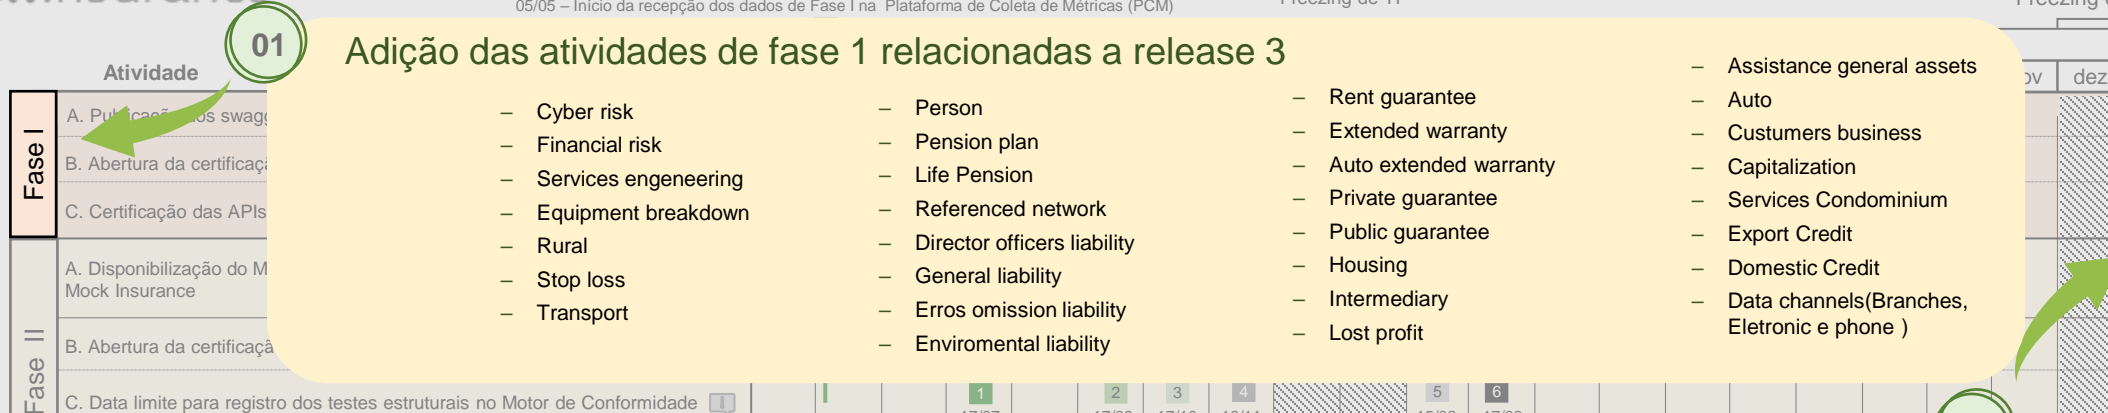 05/05 – Início da recepção dos dados de Fase I na Plataforma de Coleta de Métricas (PCM)
01
Adição das atividades de fase 1 relacionadas a release 3
Atividade
dez
Fase I
A.
os swag
B. Abertura da certificaç
C. Certificação das APIs
– Cyber risk
– Financial risk
– Services engeneering
– Equipment breakdown
– Rural
– Stop loss
– Transport
– Person
– Pension plan
– Life Pension
– Referenced network
– Director officers liability
– General liability
– Erros omission liability
– Enviromental liability
– Rent guarantee
– Extended warranty
– Auto extended warranty
– Private guarantee
– Public guarantee
– Housing
– Intermediary
– Lost profit
– Assistance general assets
– Auto
– Custumers business
– Capitalization
– Services Condominium
– Export Credit
– Domestic Credit
– Data channels(Branches,
Eletronic e phone )
Fase II
A. Disponibilização do M
Mock Insurance
B. Abertura da certificaçã
C. Data limite para registro dos testes estruturais no Motor de Conformidade
1
2
3
4
5
6